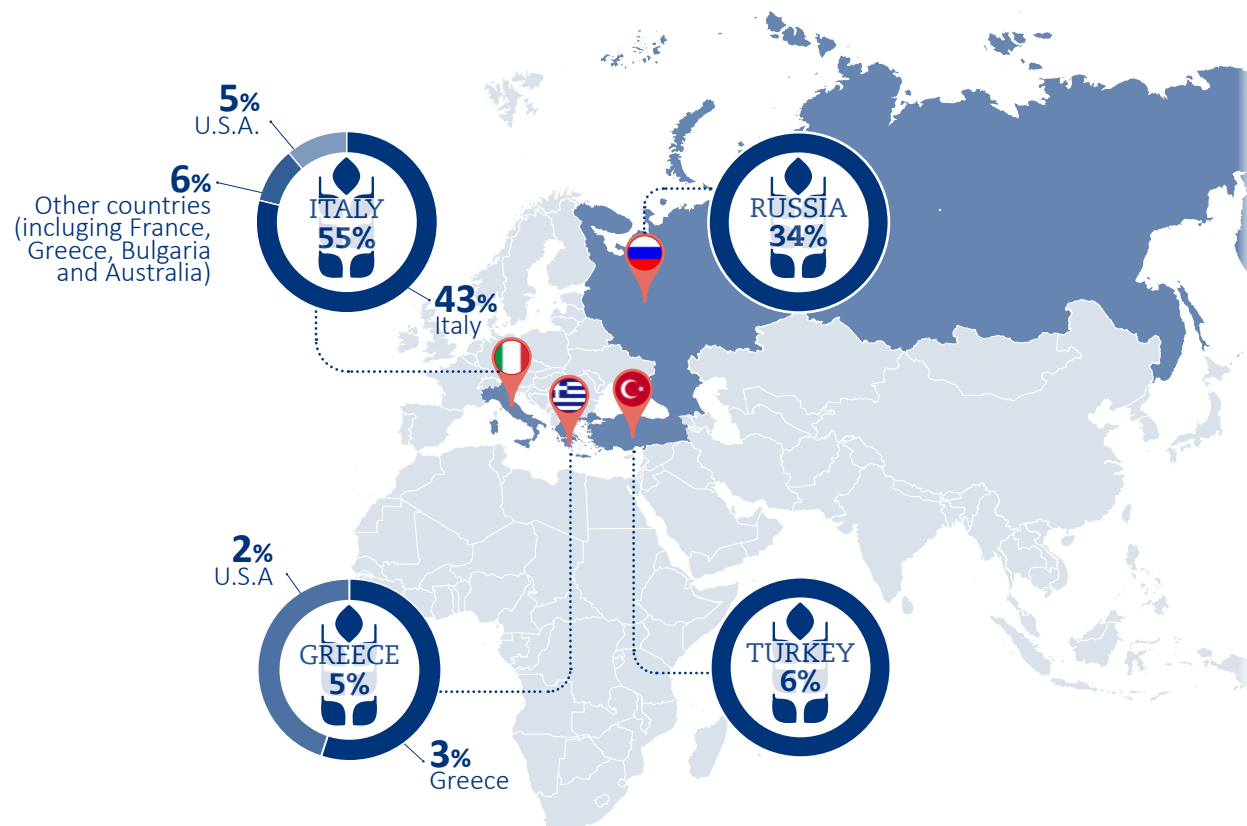 5%
U.S.A.
6%
Other countries
(incluging France,
Greece, Bulgaria
and Australia)
ITALY
55%
43%
Italy
RUSSIA
34%
2%
U.S.A
GREECE
5%
3%
Greece
TURKEY
6%